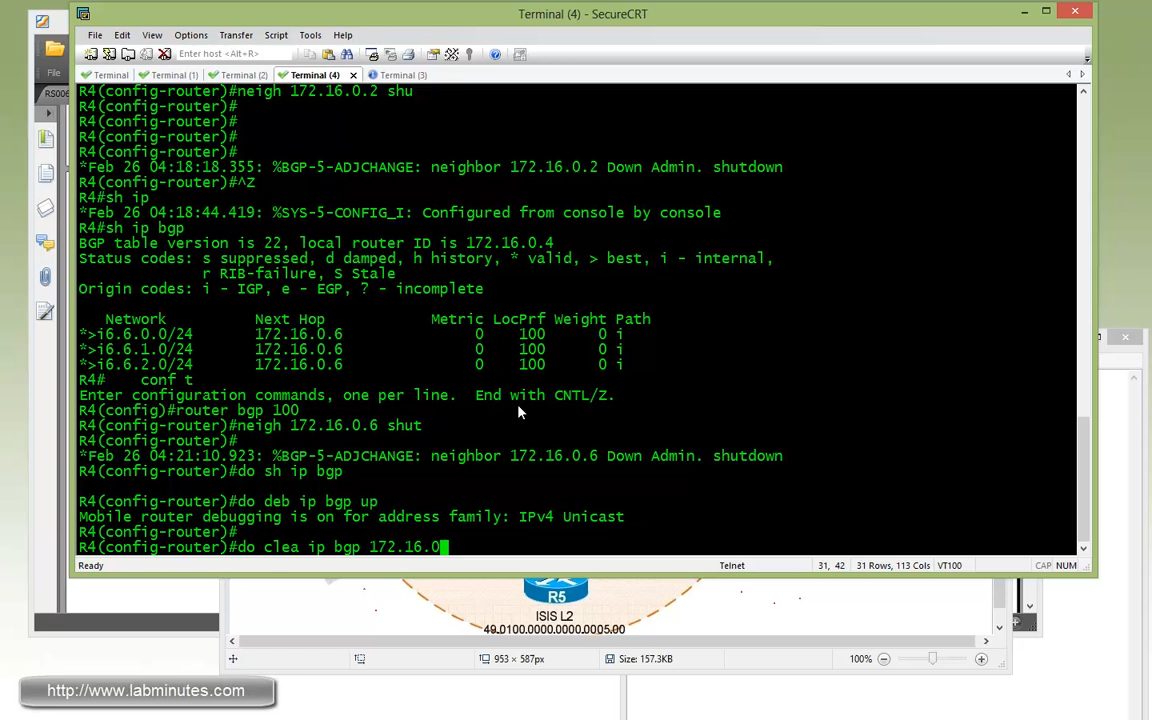 Terminal (4) - SecureCRT
File Edit View Options Transfer Script Tools Help
Enter host <Alt+R>
File
Terminal Terminal (1) Terminal (2) Terminal (4) Terminal (3)
RS006
R4(config-router)#neigh 172.16.0.2 shu
R4(config-router)#
R4(config-router)#
R4(config-router)#
R4(config-router)#
*Feb 26 04:18:18.355: %BGP-5-ADJCHANGE: neighbor 172.16.0.2 Down Admin. shutdown
R4(config-router)#^Z
R4#sh ip
*Feb 26 04:18:44.419: %SYS-5-CONFIG_I: Configured from console by console
R4#sh ip bgp
BGP table version is 22, local router ID is 172.16.0.4
Status codes: s suppressed, d damped, h history, * valid, > best, i - internal,
r RIB-failure, S Stale
Origin codes: i - IGP, e - EGP, ? - incomplete
Network Next Hop Metric LocPrf Weight Path
*>i6.6.0.0/24 172.16.0.6 0 100 0 i
*>i6.6.1.0/24 172.16.0.6 0 100 0 i
*>i6.6.2.0/24 172.16.0.6 0 100 0 i
R4# conf t
Enter configuration commands, one per line. End with CNTL/Z.
R4(config)#router bgp 100
R4(config-router)#neigh 172.16.0.6 shut
R4(config-router)#
*Feb 26 04:21:10.923: %BGP-5-ADJCHANGE: neighbor 172.16.0.6 Down Admin. shutdown
R4(config-router)#do sh ip bgp
R4(config-router)#do deb ip bgp up
Mobile router debugging is on for address family: IPv4 Unicast
R4(config-router)#
R4(config-router)#do clea ip bgp 172.16.0
Ready Telnet 31, 42 31 Rows, 113 Cols VT100 CAP NUM
R5
ISIS L2
49.0100.0000.0000.0005.00
953 × 587px Size: 157.3KB 100%
http://www.labminutes.com